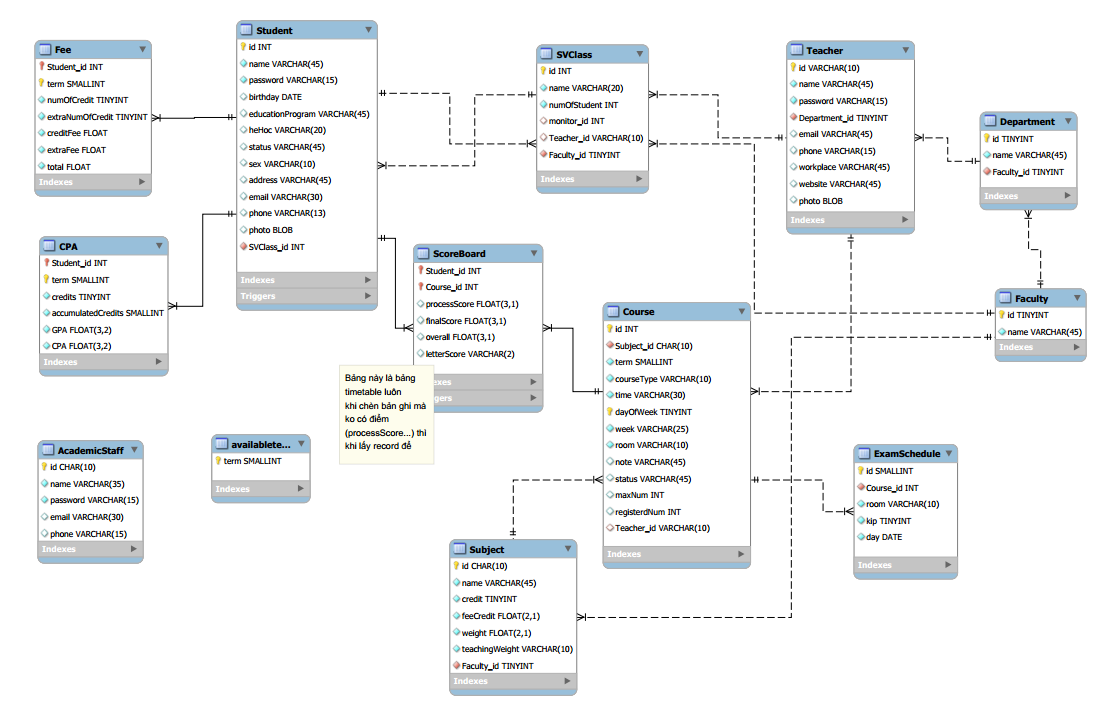 Fee
Student_id INT
term SMALLINT
numOfCredit TINYINT
extraNumOfCredit TINYINT
creditFee FLOAT
extraFee FLOAT
total FLOAT
Indexes
Student
id INT
name VARCHAR(45)
password VARCHAR(15)
birthday DATE
educationProgram VARCHAR(45)
heHoc VARCHAR(20)
status VARCHAR(45)
sex VARCHAR(10)
address VARCHAR(45)
email VARCHAR(30)
phone VARCHAR(13)
photo BLOB
SVClass_id INT
Indexes
Triggers
SVClass
id INT
name VARCHAR(20)
numOfStudent INT
monitor_id INT
Teacher_id VARCHAR(10)
Faculty_id TINYINT
Indexes
Teacher
id VARCHAR(10)
name VARCHAR(45)
password VARCHAR(15)
Department_id TINYINT
email VARCHAR(45)
phone VARCHAR(15)
workplace VARCHAR(45)
website VARCHAR(45)
photo BLOB
Indexes
Department
id TINYINT
name VARCHAR(45)
Faculty_id TINYINT
Indexes
CPA
Student_id INT
term SMALLINT
credits TINYINT
accumulatedCredits SMALLINT
GPA FLOAT(3,2)
CPA FLOAT(3,2)
Indexes
ScoreBoard
Student_id INT
Course_id INT
processScore FLOAT(3,1)
finalScore FLOAT(3,1)
overall FLOAT(3,1)
letterScore VARCHAR(2)
exes
gers
Bảng này là bảng
timetable luôn
khi chèn bản ghi mà
ko có điểm
(processScore...) thì
khi lấy record để
Course
id INT
Subject_id CHAR(10)
term SMALLINT
courseType VARCHAR(10)
time VARCHAR(30)
dayOfWeek TINYINT
week VARCHAR(25)
room VARCHAR(10)
note VARCHAR(45)
status VARCHAR(45)
maxNum INT
registerdNum INT
Teacher_id VARCHAR(10)
Indexes
Faculty
id TINYINT
name VARCHAR(45)
Indexes
AcademicStaff
id CHAR(10)
name VARCHAR(35)
password VARCHAR(15)
email VARCHAR(30)
phone VARCHAR(15)
Indexes
availablete...
term SMALLINT
Indexes
ExamSchedule
id SMALLINT
Course_id INT
room VARCHAR(10)
kip TINYINT
day DATE
Indexes
Subject
id CHAR(10)
name VARCHAR(45)
credit TINYINT
feeCredit FLOAT(2,1)
weight FLOAT(2,1)
teachingWeight VARCHAR(10)
Faculty_id TINYINT
Indexes